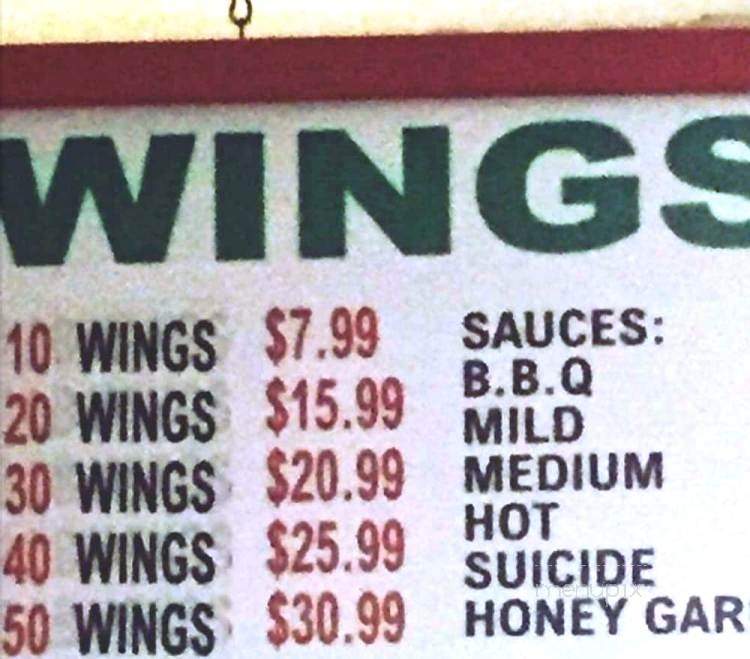 WINGS
10 WINGS $7.99
20 WINGS $15.99
30 WINGS $20.99
40 WINGS $25.99
50 WINGS $30.99
SAUCES:
B.B.Q
MILD
MEDIUM
HOT
SUICIDE
HONEY GAR
menupix